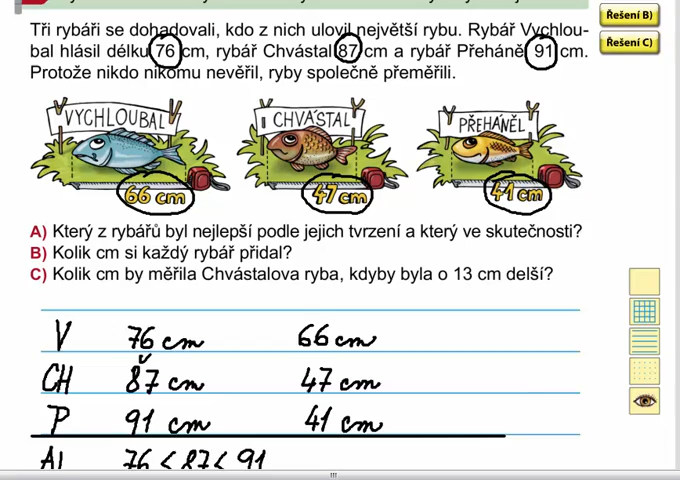 Řešení B)
Řešení C)
Tři rybáři se dohadovali, kdo z nich ulovil největší rybu. Rybář Vychlou-
bal hlásil délku 76 cm, rybář Chvástal 87 cm a rybář Přeháněl 91 cm.
Protože nikdo nikomu nevěřil, ryby společně přeměřili.
VYCHLOUBAL CHVÁSTAL PŘEHÁNĚL
66 cm 47 cm 41 cm
A) Který z rybářů byl nejlepší podle jejich tvrzení a který ve skutečnosti?
B) Kolik cm si každý rybář přidal?
C) Kolik cm by měřila Chvástalova ryba, kdyby byla o 13 cm delší?
V 76 cm 66 cm
CH 87 cm 47 cm
P 91 cm 41 cm
A) 76 < 87 < 91